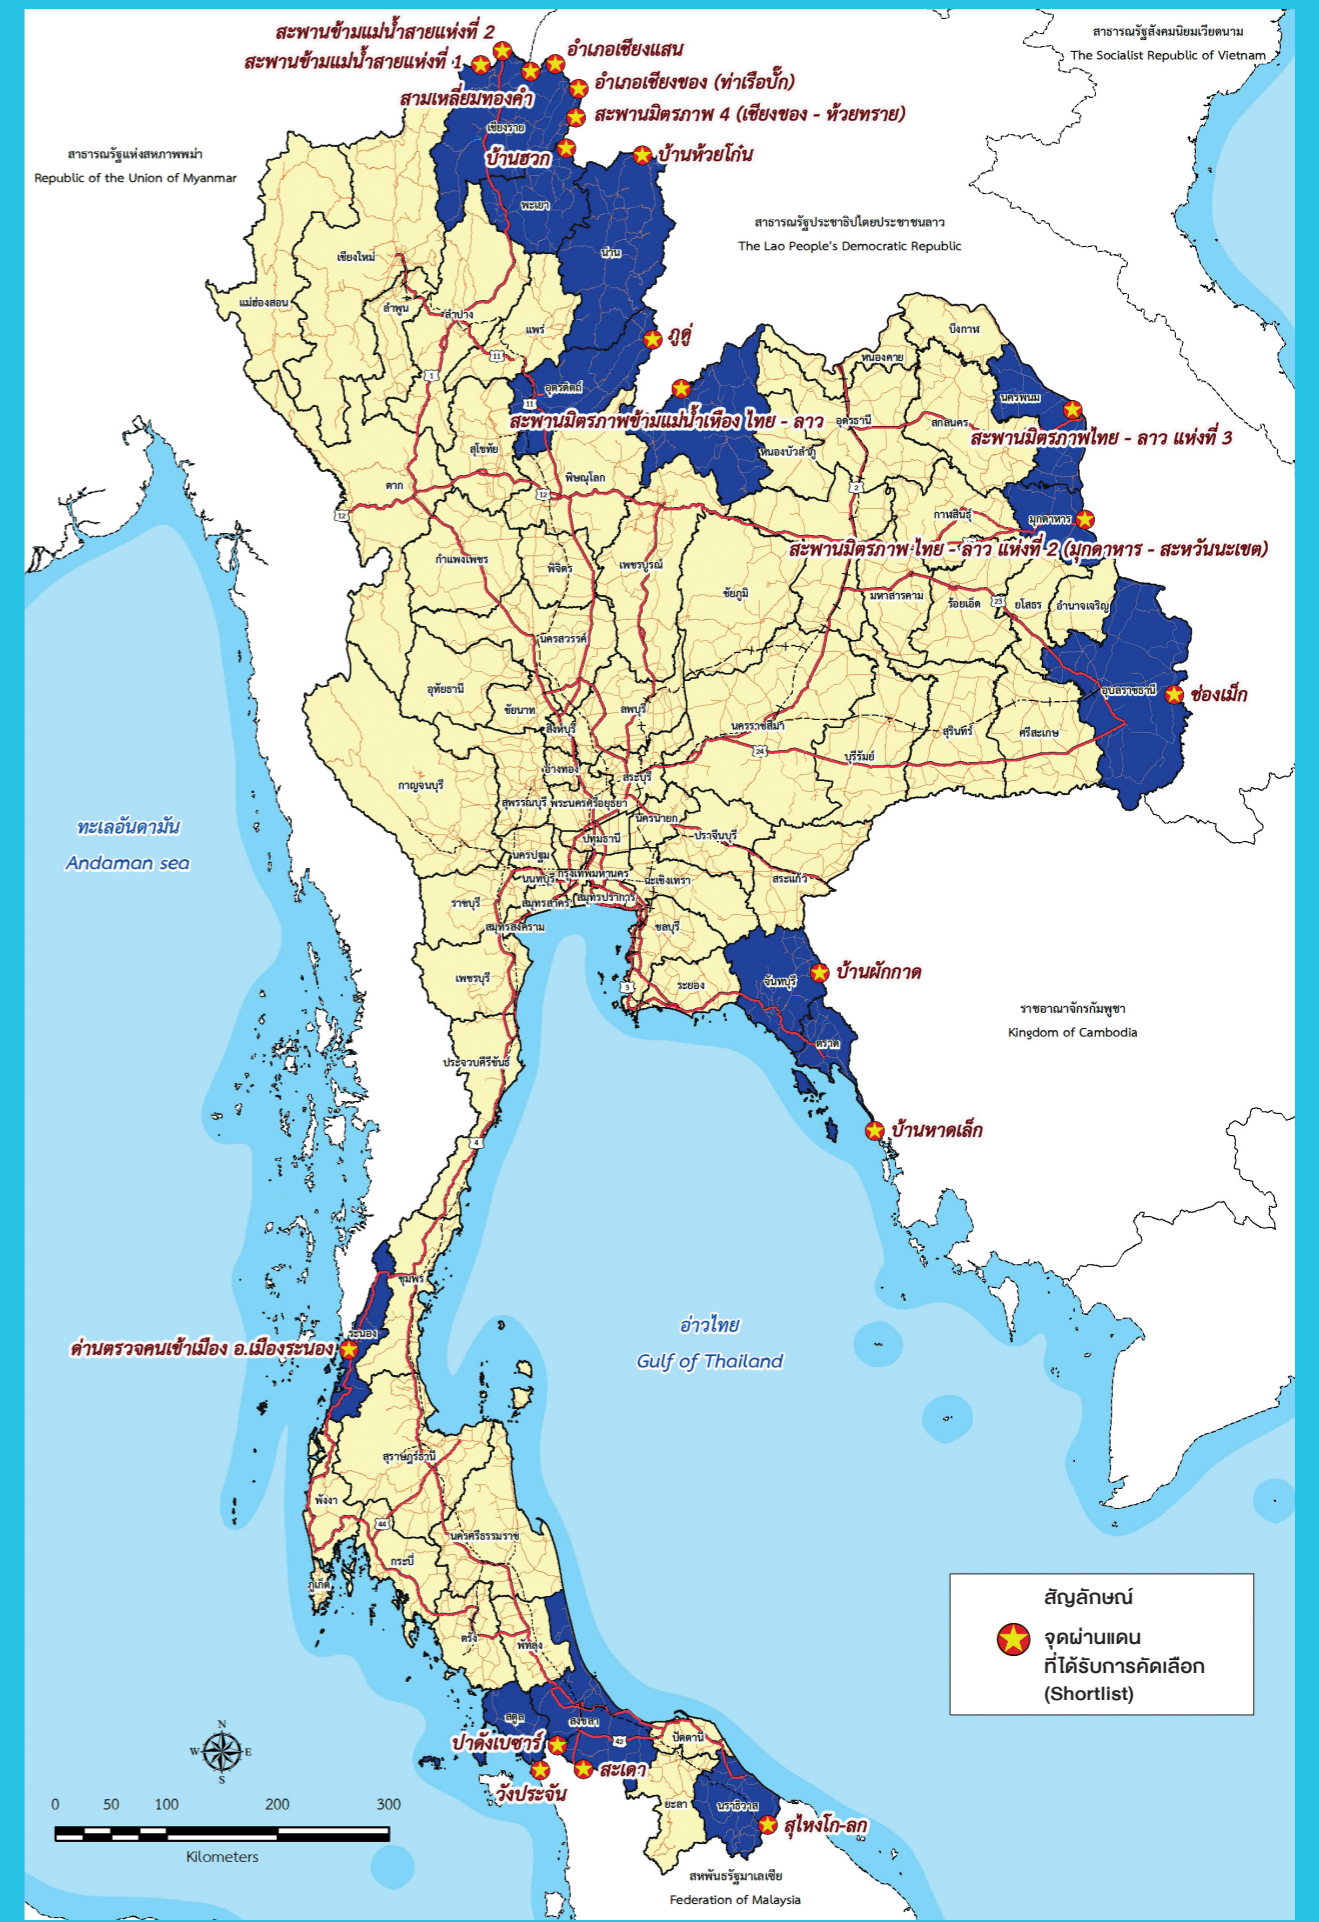 สะพานข้ามแม่น้ำสายแห่งที่ 2
สะพานข้ามแม่น้ำสายแห่งที่ 1
อำเภอเชียงแสน
อำเภอเชียงของ (ท่าเรือบั๊ก)
สามเหลี่ยมทองคำ
สะพานมิตรภาพ 4 (เชียงของ - ห้วยทราย)
เชียงราย
บ้านฮวก
บ้านห้วยโก๋น
สาธารณรัฐสังคมนิยมเวียดนาม
The Socialist Republic of Vietnam
สาธารณรัฐแห่งสหภาพพม่า
Republic of the Union of Myanmar
พะเยา
น่าน
สาธารณรัฐประชาธิปไตยประชาชนลาว
The Lao People's Democratic Republic
เชียงใหม่
แม่ฮ่องสอน
ลำพูน
ลำปาง
แพร่
ภูดู่
บึงกาฬ
หนองคาย
11
1
อุตรดิตถ์
11
นครพนม
สะพานมิตรภาพข้ามแม่น้ำเหือง ไทย - ลาว
อุดรธานี
สกลนคร
สะพานมิตรภาพไทย - ลาว แห่งที่ 3
สุโขทัย
หนองบัวลำภู
ตาก
พิษณุโลก
12
12
2
กาฬสินธุ์
มุกดาหาร
สะพานมิตรภาพ ไทย - ลาว แห่งที่ 2 (มุกดาหาร - สะหวันนะเขต)
กำแพงเพชร
พิจิตร
เพชรบูรณ์
ชัยภูมิ
มหาสารคาม
ร้อยเอ็ด
23
ยโสธร
อำนาจเจริญ
นครสวรรค์
อุทัยธานี
ชัยนาท
ลพบุรี
สิงห์บุรี
นครราชสีมา
24
บุรีรัมย์
สุรินทร์
ศรีสะเกษ
อุบลราชธานี
ช่องเม็ก
อ่างทอง
สระบุรี
กาญจนบุรี
สุพรรณบุรี
พระนครศรีอยุธยา
นครนายก
ปทุมธานี
ปราจีนบุรี
ทะเลอันดามัน
Andaman sea
นครปฐม
นนทบุรี
กรุงเทพมหานคร
ฉะเชิงเทรา
สระแก้ว
ราชบุรี
สมุทรสาคร
สมุทรปราการ
สมุทรสงคราม
ชลบุรี
เพชรบุรี
3
ระยอง
จันทบุรี
บ้านผักกาด
ราชอาณาจักรกัมพูชา
Kingdom of Cambodia
ตราด
ประจวบคีรีขันธ์
บ้านหาดเล็ก
4
ชุมพร
ระนอง
ด่านตรวจคนเข้าเมือง อ.เมืองระนอง
อ่าวไทย
Gulf of Thailand
สุราษฎร์ธานี
พังงา
44
นครศรีธรรมราช
กระบี่
ภูเก็ต
ตรัง
พัทลุง
สตูล
สงขลา
42
ปัตตานี
ปาดังเบซาร์
สะเดา
วังประจัน
ยะลา
นราธิวาส
สุไหงโก-ลก
สหพันธรัฐมาเลเซีย
Federation of Malaysia
สัญลักษณ์
จุดผ่านแดน
ที่ได้รับการคัดเลือก
(Shortlist)
N
W E
S
0 50 100 200 300
Kilometers